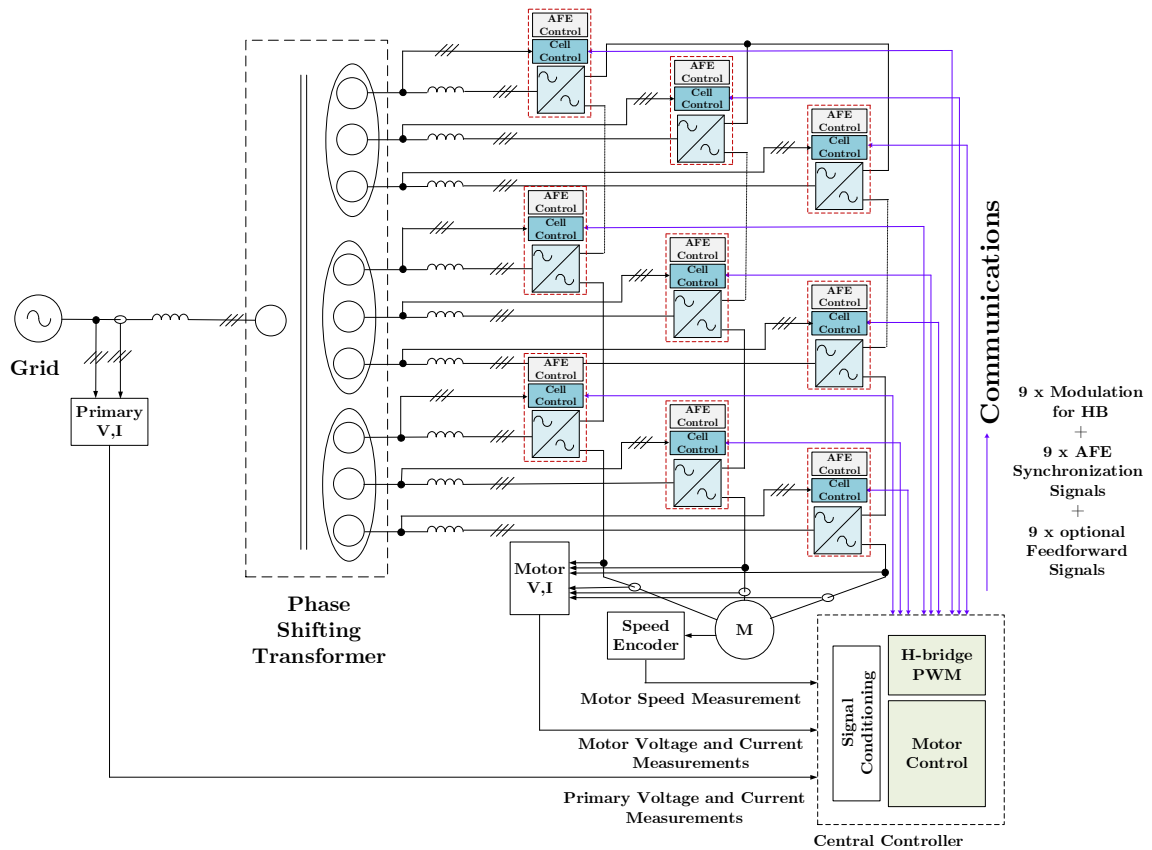 AFE
Control
Cell
Control
AFE
Control
Cell
Control
AFE
Control
Cell
Control
AFE
Control
Cell
Control
AFE
Control
Cell
Control
AFE
Control
Cell
Control
AFE
Control
Cell
Control
AFE
Control
Cell
Control
AFE
Control
Cell
Control
Grid
Primary
V,I
Phase
Shifting
Transformer
Motor
V,I
Speed
Encoder
M
Motor Speed Measurement
Motor Voltage and Current
Measurements
Primary Voltage and Current
Measurements
Communications
9 x Modulation
for HB
+
9 x AFE
Synchronization
Signals
+
9 x optional
Feedforward
Signals
Signal
Conditioning
H-bridge
PWM
Motor
Control
Central Controller